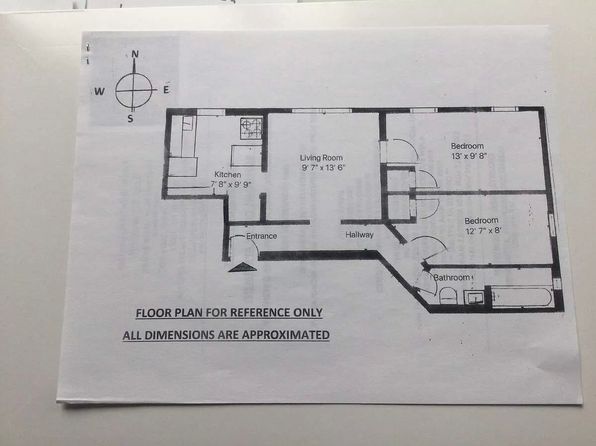 N
W
E
S
Kitchen
7' 8" x 9' 9"
Living Room
9' 7" x 13' 6"
Bedroom
13' x 9' 8"
Bedroom
12' 7" x 8'
Entrance
Hallway
Bathroom
FLOOR PLAN FOR REFERENCE ONLY
ALL DIMENSIONS ARE APPROXIMATED